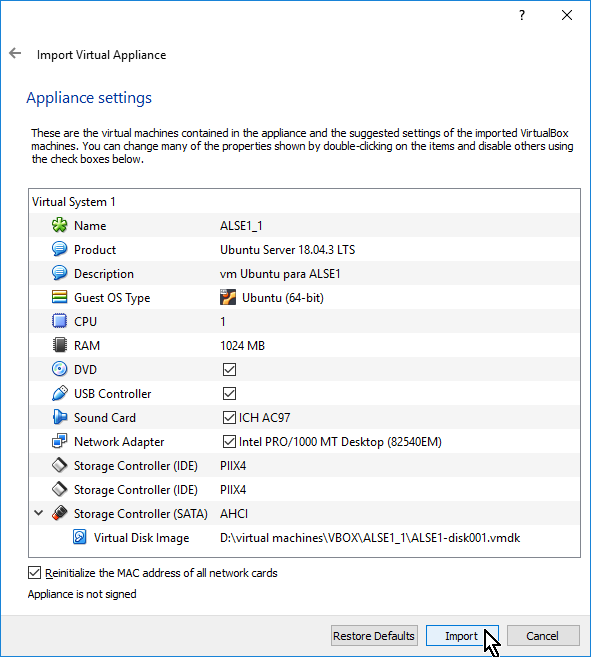 ?
Import Virtual Appliance
Appliance settings
These are the virtual machines contained in the appliance and the suggested settings of the imported VirtualBox
machines. You can change many of the properties shown by double-clicking on the items and disable others using
the check boxes below.
Virtual System 1
Name ALSE1_1
Product Ubuntu Server 18.04.3 LTS
Description vm Ubuntu para ALSE1
Guest OS Type Ubuntu (64-bit)
CPU 1
RAM 1024 MB
DVD
USB Controller
Sound Card ICH AC97
Network Adapter Intel PRO/1000 MT Desktop (82540EM)
Storage Controller (IDE) PIIX4
Storage Controller (IDE) PIIX4
Storage Controller (SATA) AHCI
Virtual Disk Image D:\virtual machines\VBOX\ALSE1_1\ALSE1-disk001.vmdk
Reinitialize the MAC address of all network cards
Appliance is not signed
Restore Defaults Import Cancel